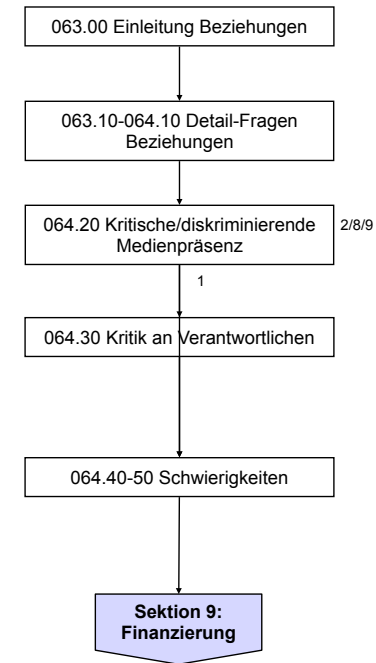 063.00 Einleitung Beziehungen
063.10-064.10 Detail-Fragen
Beziehungen
064.20 Kritische/diskriminierende
Medienpräsenz
2/8/9
1
064.30 Kritik an Verantwortlichen
064.40-50 Schwierigkeiten
Sektion 9:
Finanzierung